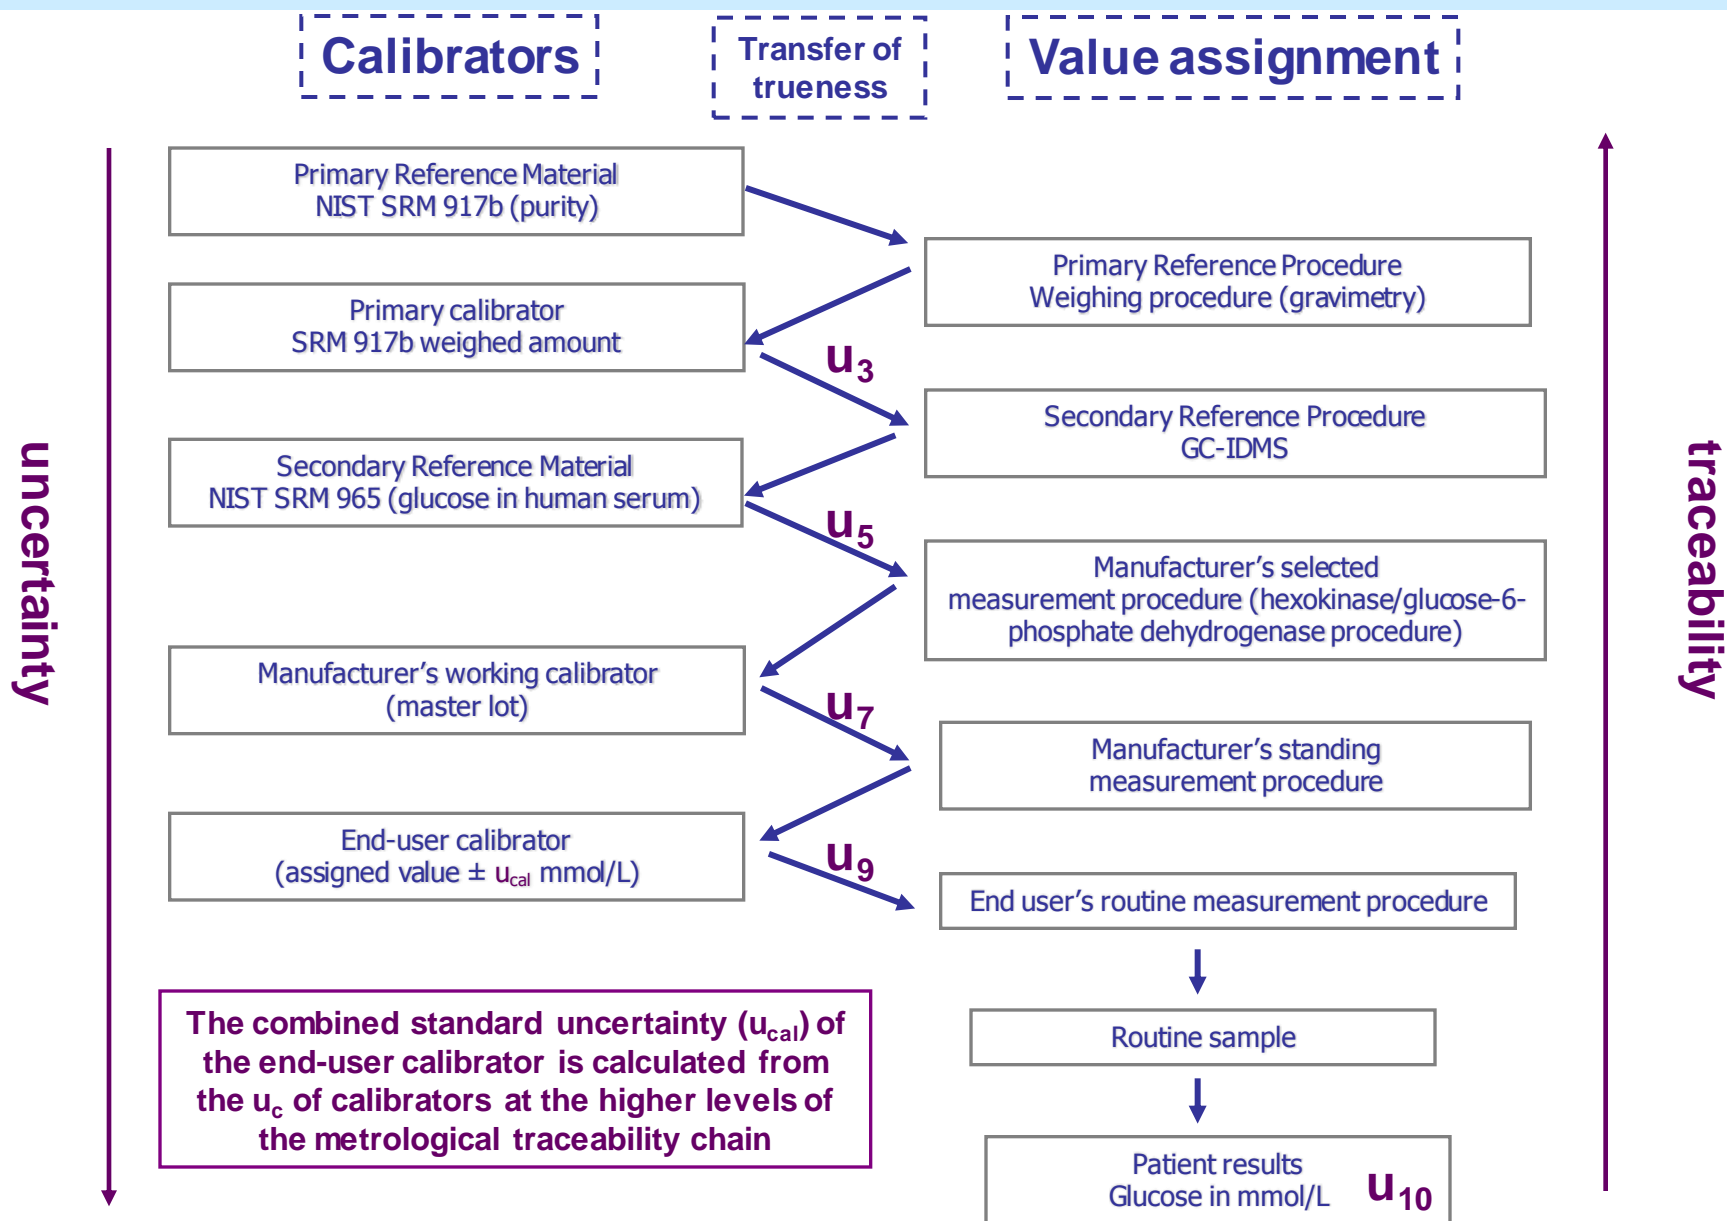 Calibrators
Transfer of
trueness
Value assignment
Primary Reference Material
NIST SRM 917b (purity)
Primary Reference Procedure
Weighing procedure (gravimetry)
Primary calibrator
SRM 917b weighed amount
u3
Secondary Reference Procedure
GC-IDMS
Secondary Reference Material
NIST SRM 965 (glucose in human serum)
u5
Manufacturer’s selected
measurement procedure (hexokinase/glucose-6-
phosphate dehydrogenase procedure)
Manufacturer’s working calibrator
(master lot)
u7
Manufacturer’s standing
measurement procedure
End-user calibrator
(assigned value ± ucal mmol/L)
u9
End user’s routine measurement procedure
Routine sample
Patient results
Glucose in mmol/L
u10
The combined standard uncertainty (ucal) of
the end-user calibrator is calculated from
the uc of calibrators at the higher levels of
the metrological traceability chain
uncertainty
traceability